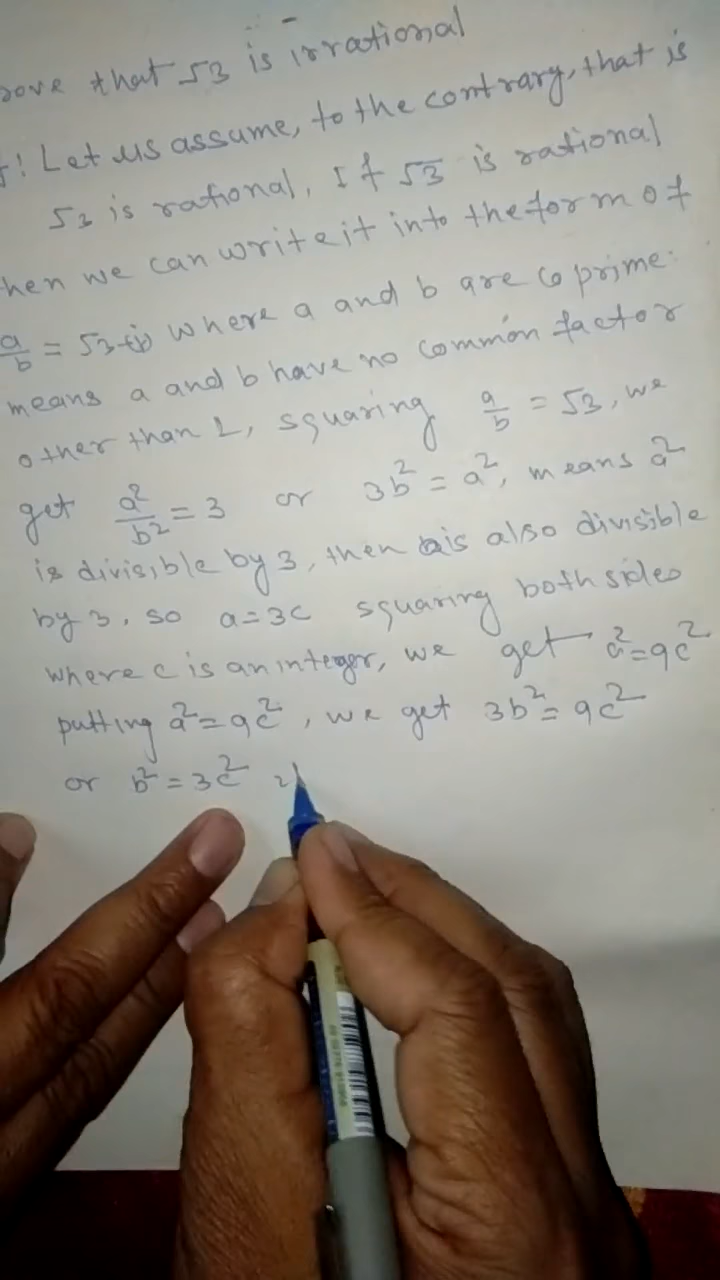 ove that √3 is irrational
! Let us assume, to the contrary, that is
√3 is rational, If √3 is rational
hen we can write it into the form of
a/b = √3-(i) where a and b are co prime.
means a and b have no common factor
other than 1, squaring a/b = √3, we
get a²/b² = 3 or 3b² = a², means a²
is divisible by 3, then a is also divisible
by 3, so a = 3c squaring both sides
where c is an integer, we get a² = 9c²
putting a² = 9c², we get 3b² = 9c²
or b² = 3c²